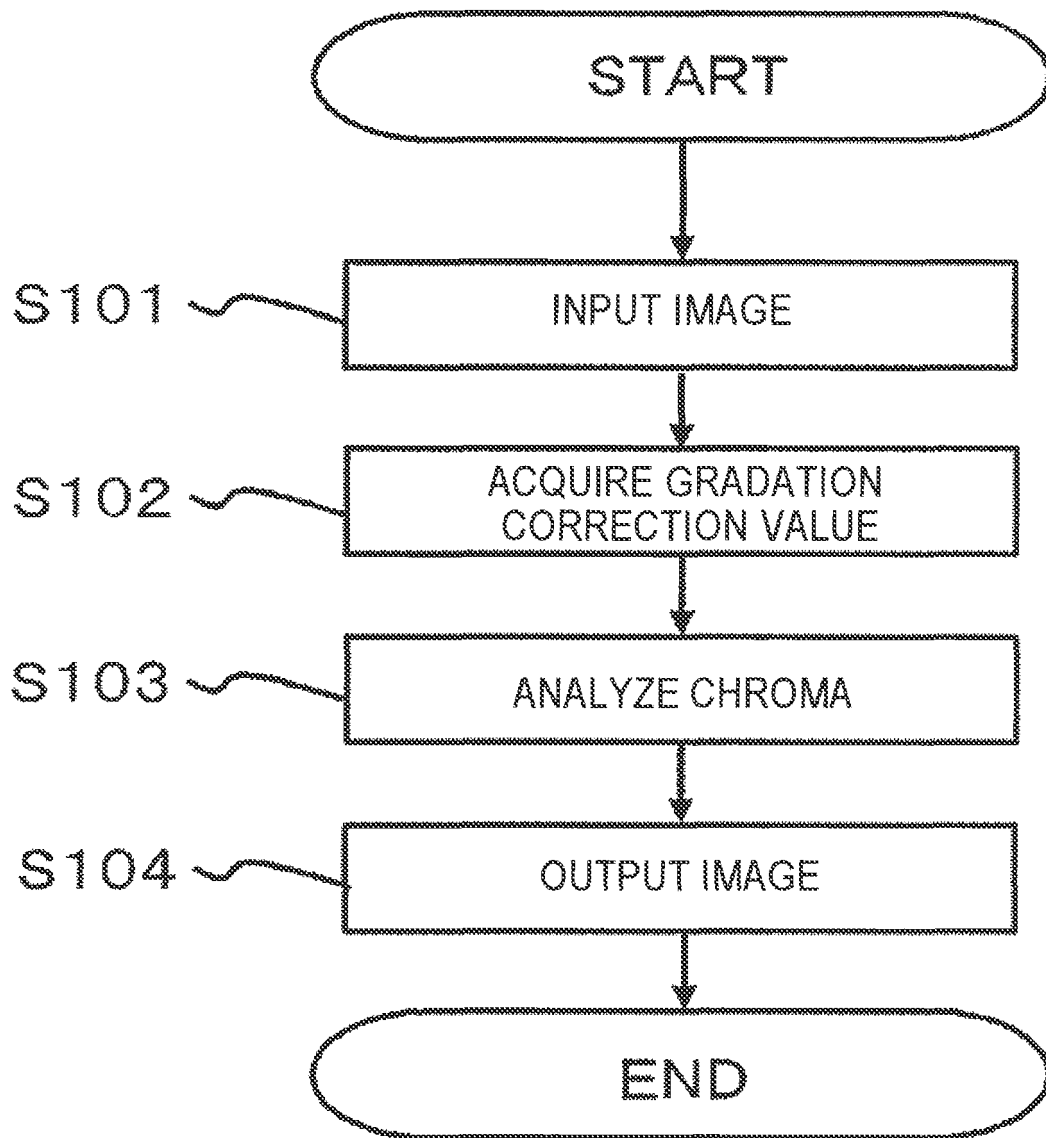 START
S101
INPUT IMAGE
S102
ACQUIRE GRADATION
CORRECTION VALUE
S103
ANALYZE CHROMA
S104
OUTPUT IMAGE
END